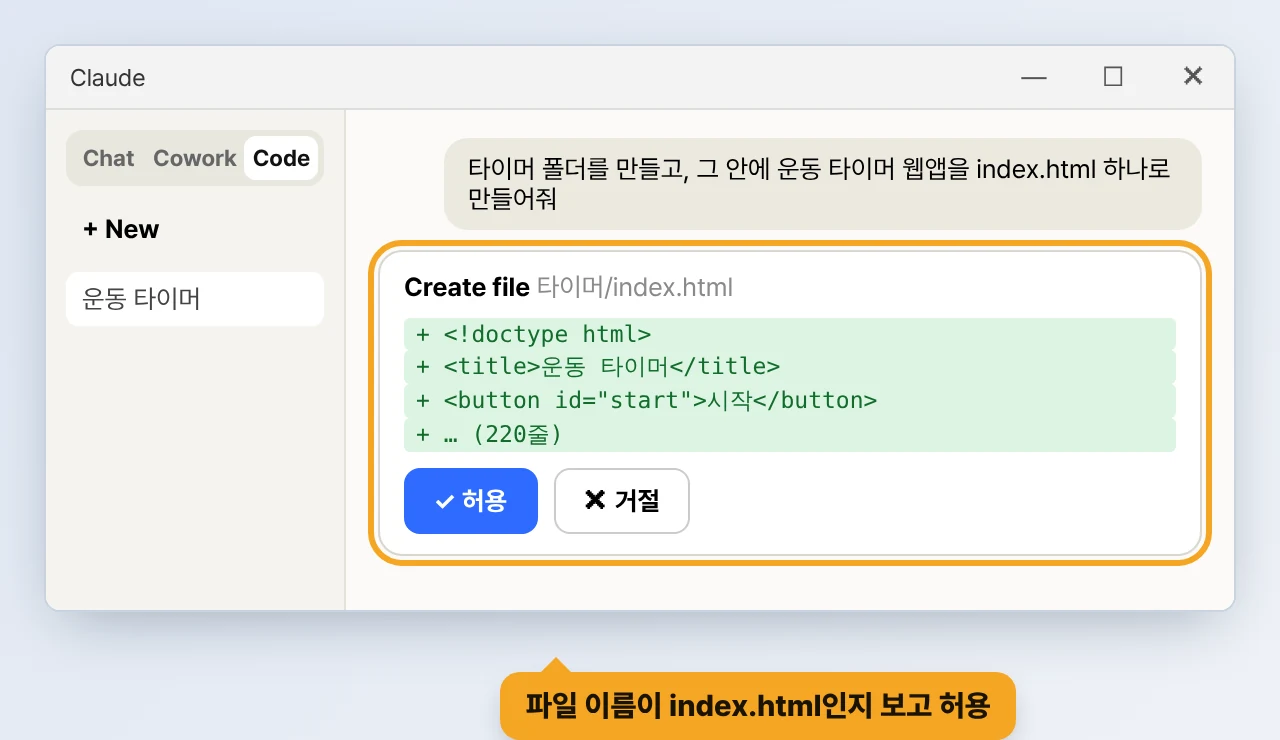 Claude
Chat Cowork Code
+ New
운동 타이머
타이머 폴더를 만들고, 그 안에 운동 타이머 웹앱을 index.html 하나로
만들어줘
Create file 타이머/index.html
+ <!doctype html>
+ <title>운동 타이머</title>
+ <button id="start">시작</button>
+ … (220줄)
✓ 허용
✕ 거절
파일 이름이 index.html인지 보고 허용